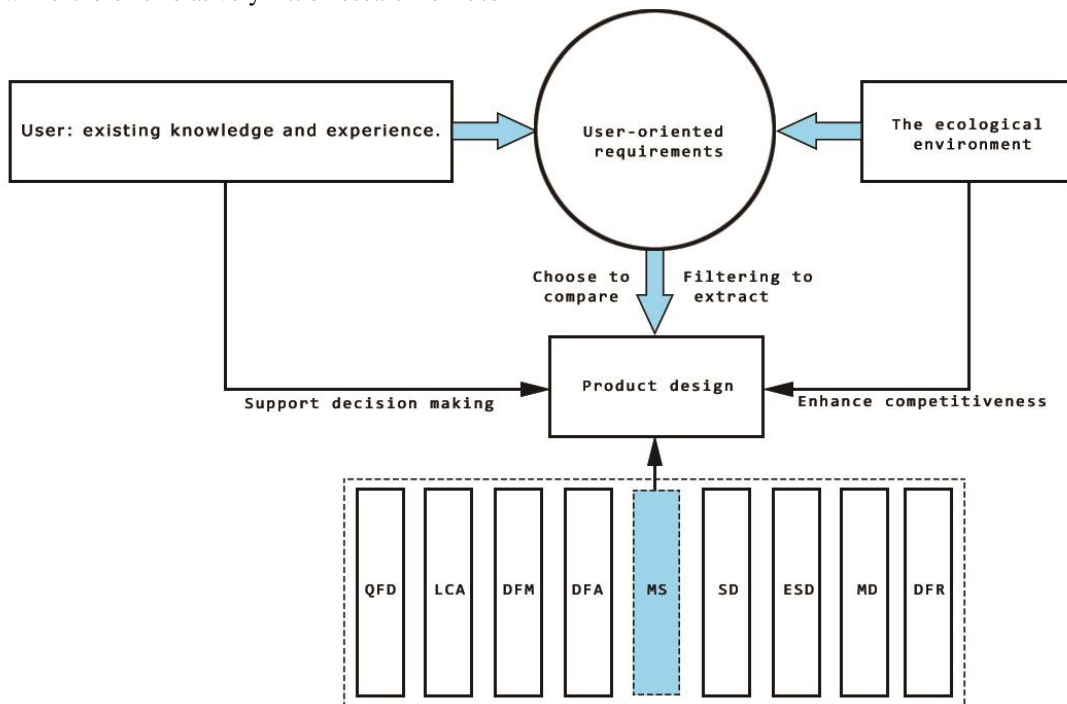 User: existing knowledge and experience.
User-oriented
requirements
The ecological
environment
Choose to
compare
Filtering to
extract
Product design
Support decision making
Enhance competitiveness
QFD
LCA
DFM
DFA
MS
SD
ESD
MD
DFR